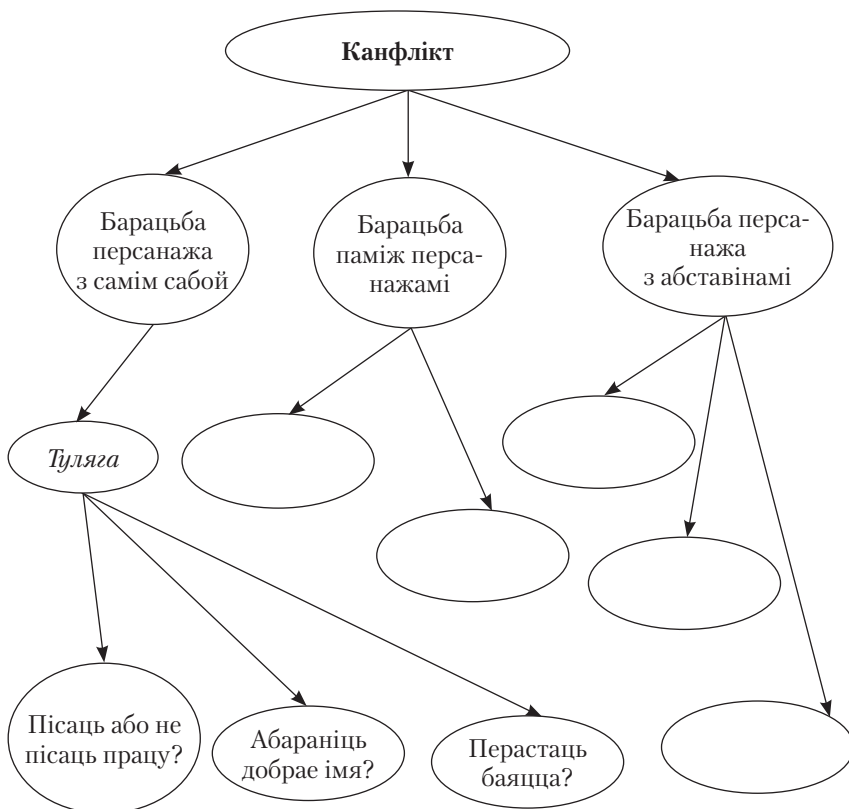 Канфлікт
Барацьба
персанажа
з самім сабой
Барацьба
паміж перса-
нажамі
Барацьба перса-
нажа
з абставінамі
Туляга
Пісаць або не
пісаць працу?
Абараніць
добрае імя?
Перастаць
баяцца?